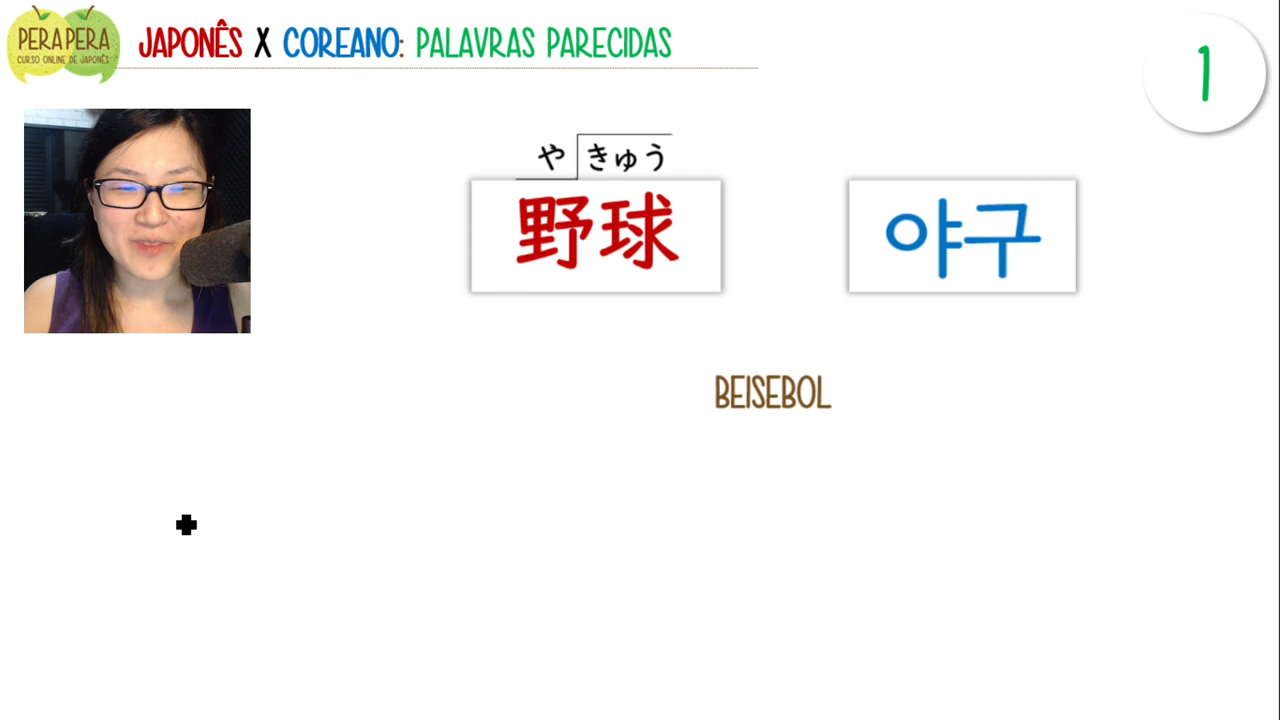 PERA PERA
CURSO ONLINE DE JAPONÊS
JAPONÊS X COREANO: PALAVRAS PARECIDAS
1
や きゅう
野球
야구
BEISEBOL